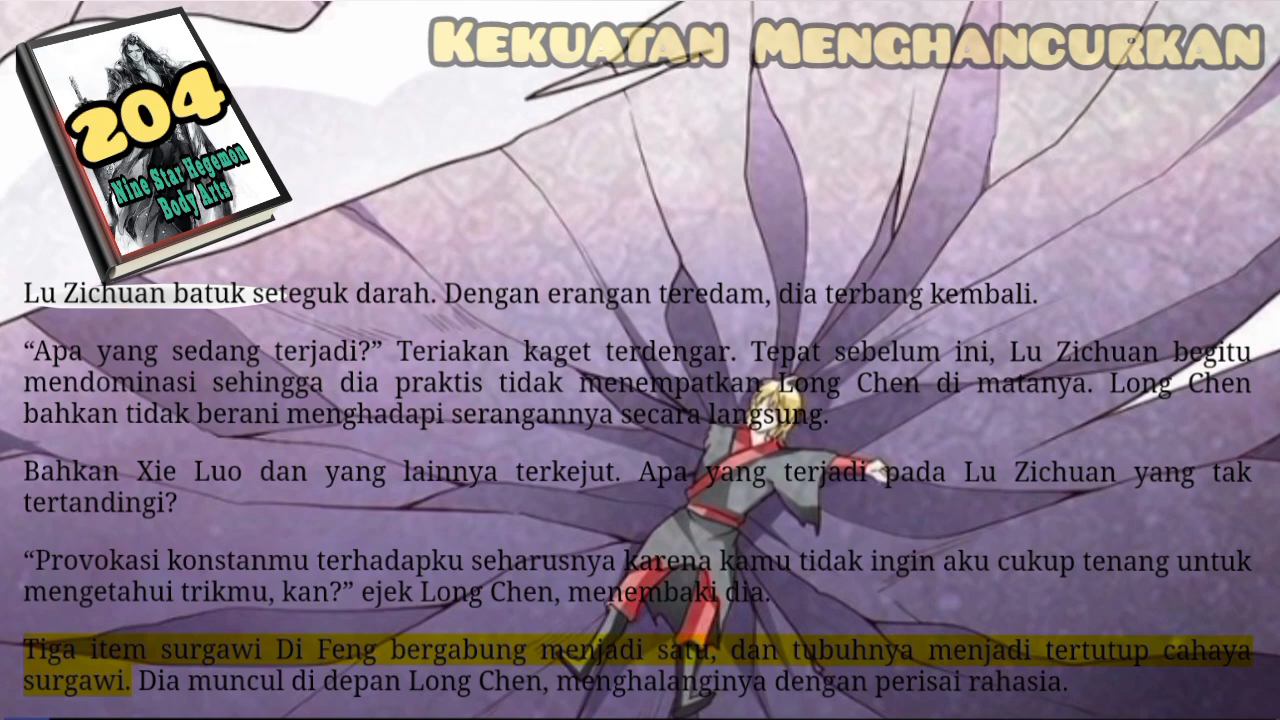 Kekuatan Menghancurkan
204
Nine Star Hegemon
Body Arts
Lu Zichuan batuk seteguk darah. Dengan erangan teredam, dia terbang kembali.
“Apa yang sedang terjadi?” Teriakan kaget terdengar. Tepat sebelum ini, Lu Zichuan begitu
mendominasi sehingga dia praktis tidak menempatkan Long Chen di matanya. Long Chen
bahkan tidak berani menghadapi serangannya secara langsung.
Bahkan Xie Luo dan yang lainnya terkejut. Apa yang terjadi pada Lu Zichuan yang tak
tertandingi?
“Provokasi konstanmu terhadapku seharusnya karena kamu tidak ingin aku cukup tenang untuk
mengetahui trikmu, kan?” ejek Long Chen, menembaki dia.
Tiga item surgawi Di Feng bergabung menjadi satu, dan tubuhnya menjadi tertutup cahaya
surgawi. Dia muncul di depan Long Chen, menghalanginya dengan perisai rahasia.